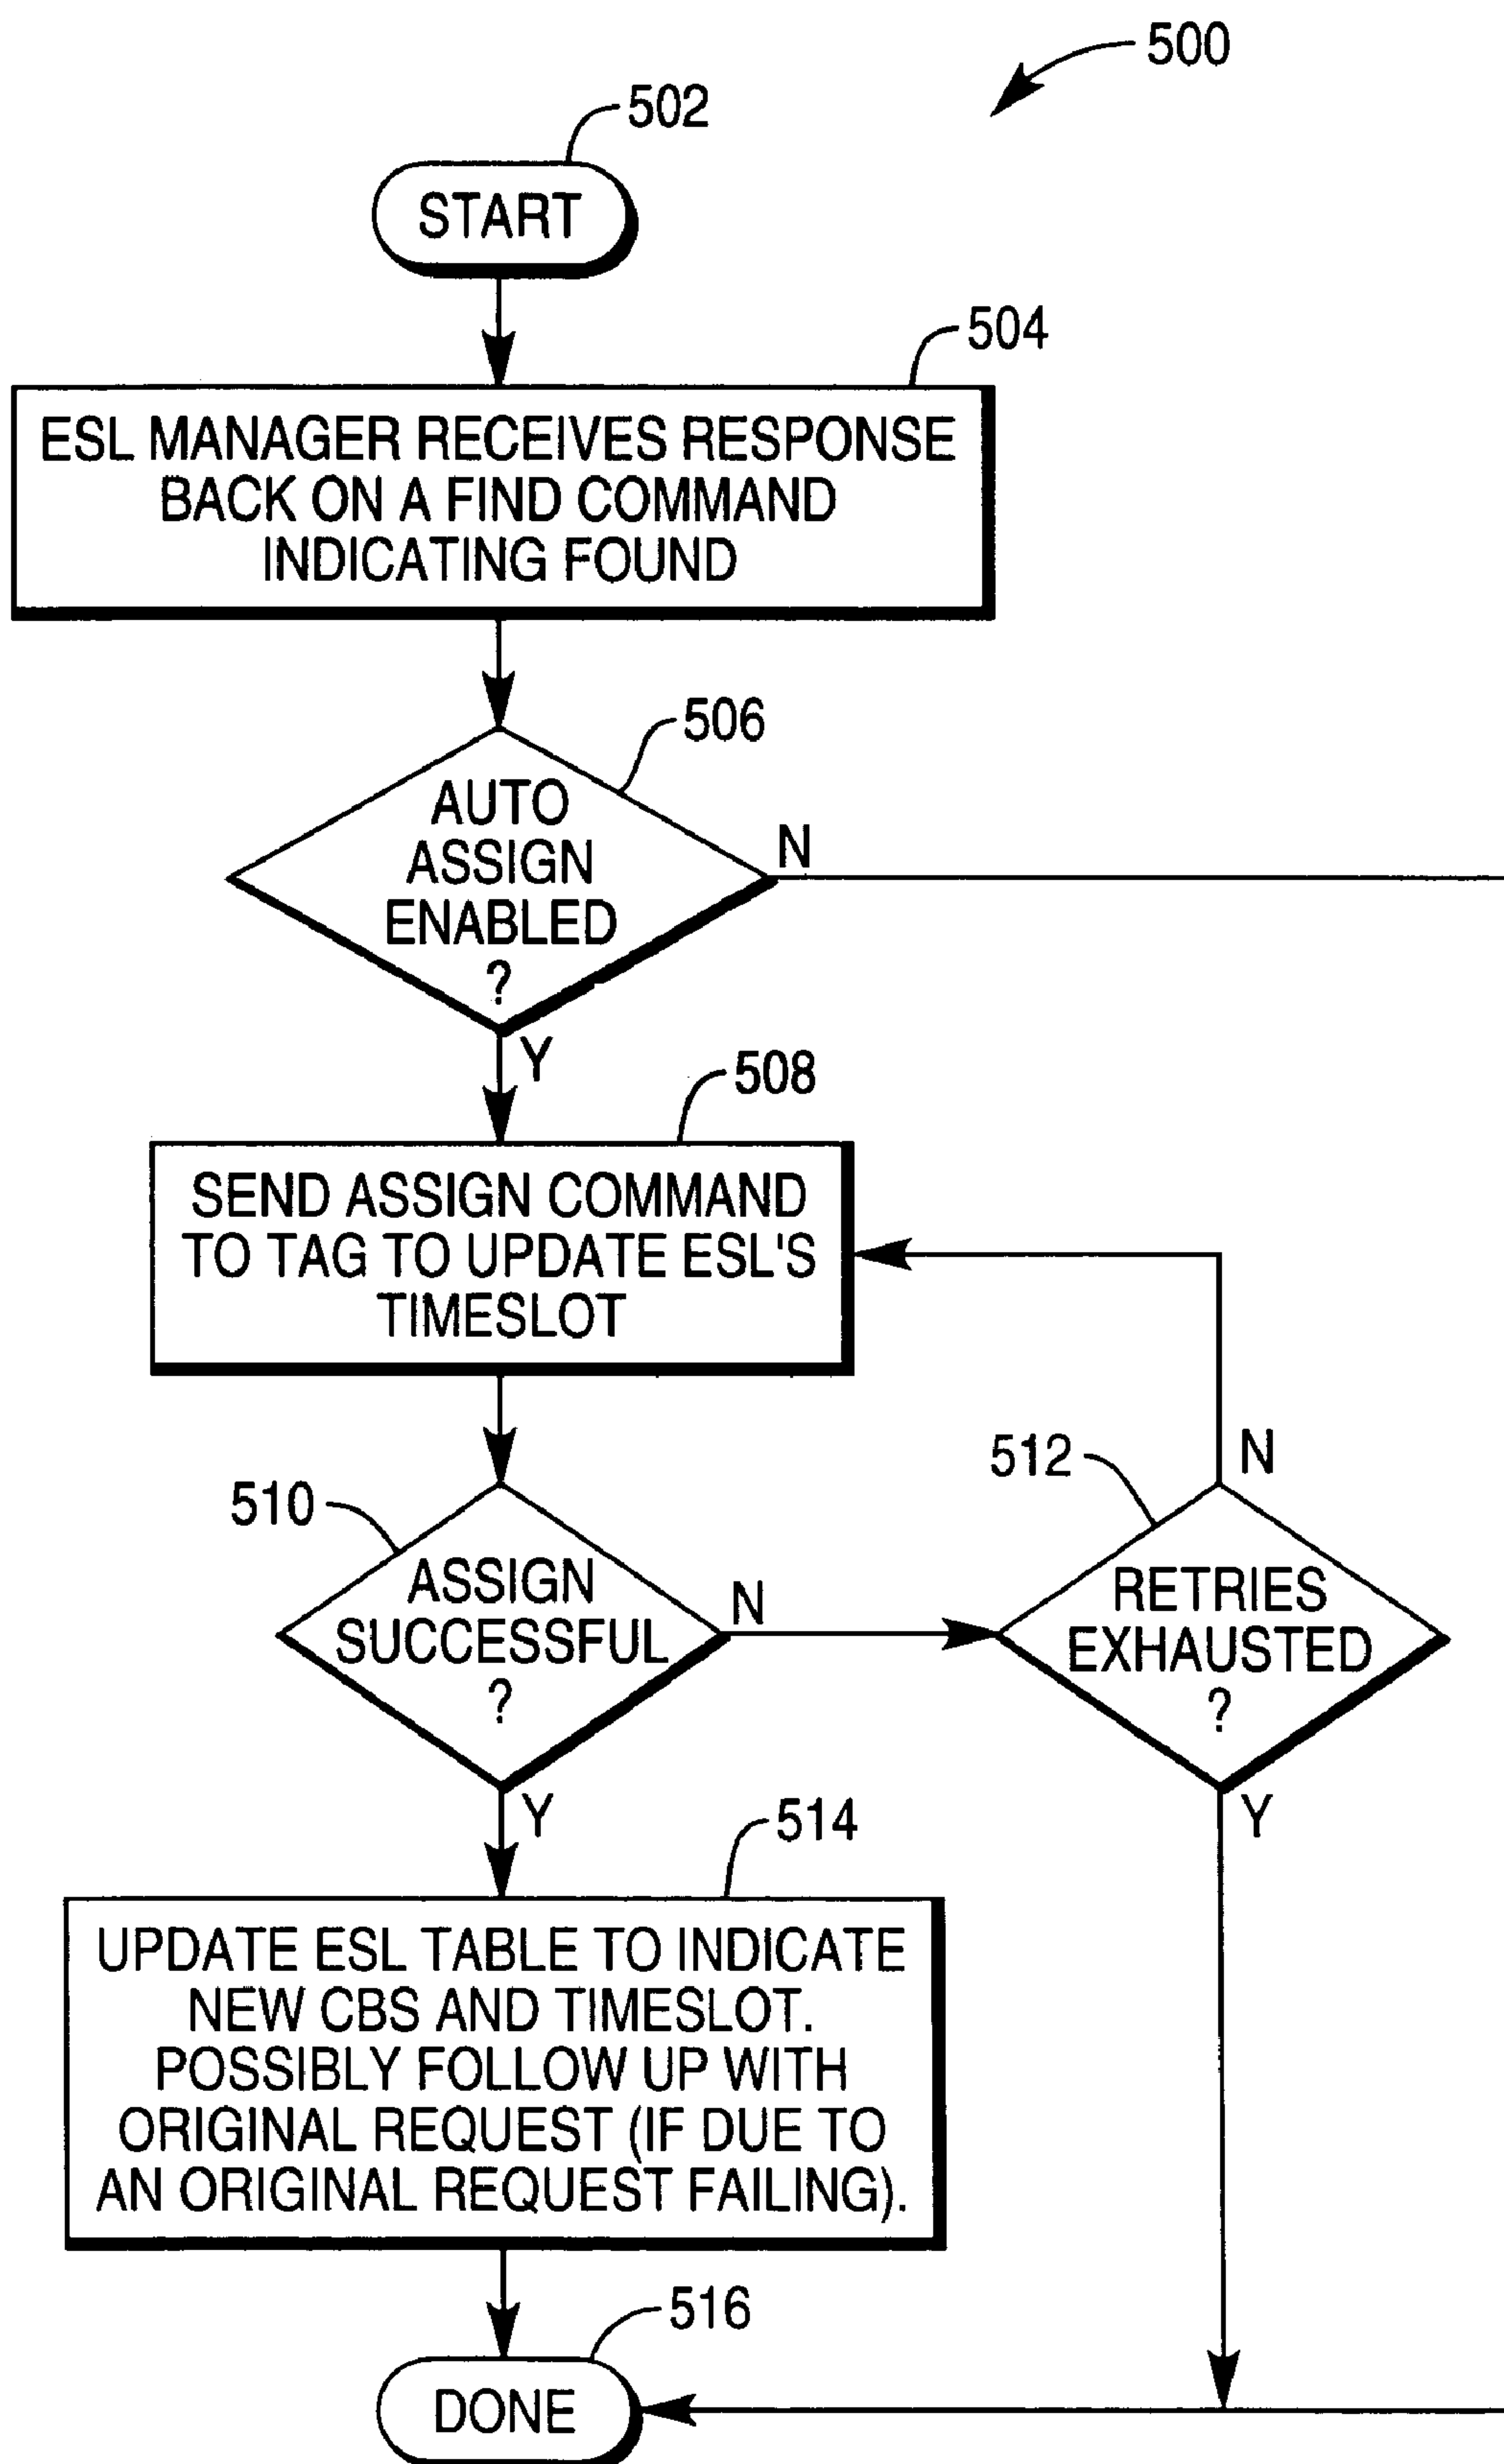 500
502
START
504
ESL MANAGER RECEIVES RESPONSE
BACK ON A FIND COMMAND
INDICATING FOUND
506
AUTO
ASSIGN
ENABLED
?
N
Y
508
SEND ASSIGN COMMAND
TO TAG TO UPDATE ESL'S
TIMESLOT
510
ASSIGN
SUCCESSFUL
?
N
Y
512
N
RETRIES
EXHAUSTED
?
Y
514
UPDATE ESL TABLE TO INDICATE
NEW CBS AND TIMESLOT.
POSSIBLY FOLLOW UP WITH
ORIGINAL REQUEST (IF DUE TO
AN ORIGINAL REQUEST FAILING).
516
DONE